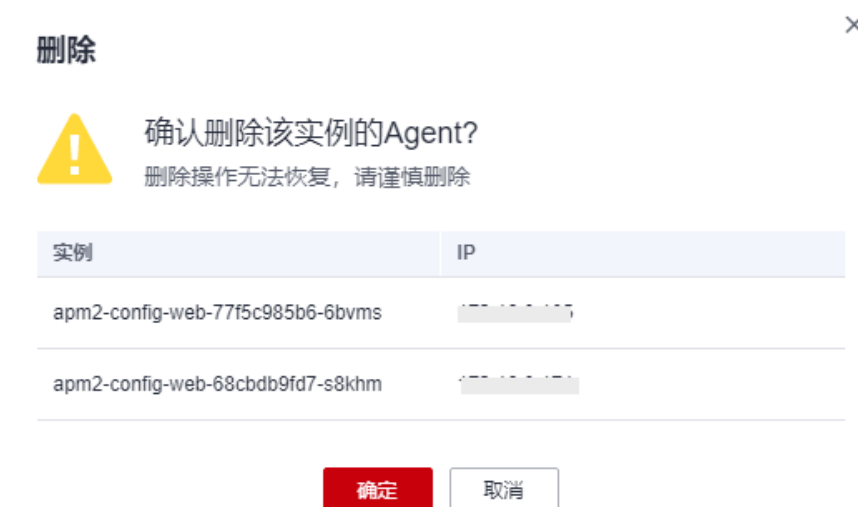 删除
确认删除该实例的Agent?
删除操作无法恢复，请谨慎删除
实例 IP
apm2-config-web-77f5c985b6-6bvms
apm2-config-web-68cbdb9fd7-s8khm
确定 取消